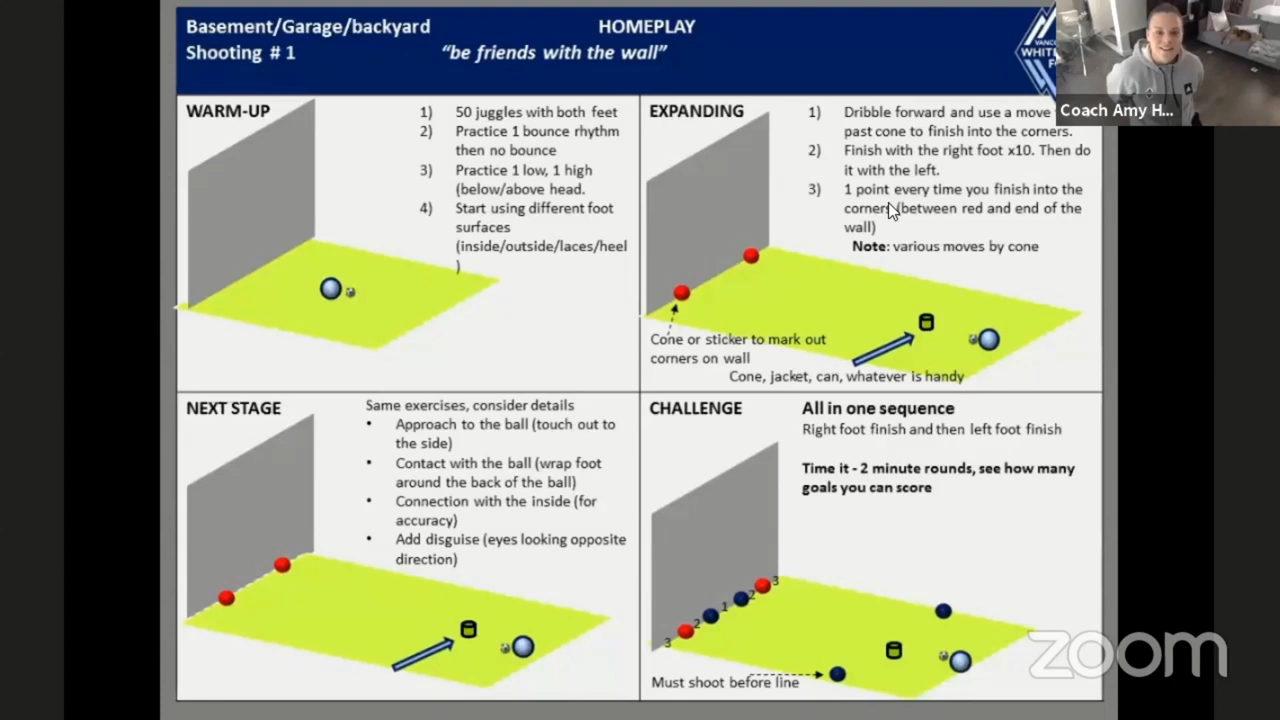 Basement/Garage/backyard
HOMEPLAY
Shooting # 1
"be friends with the wall"
VANCO
WHITE
F
Coach Amy H...
WARM-UP
1) 50 juggles with both feet
2) Practice 1 bounce rhythm
then no bounce
3) Practice 1 low, 1 high
(below/above head.
4) Start using different foot
surfaces
(inside/outside/laces/heel
)
EXPANDING
1) Dribble forward and use a move
past cone to finish into the corners.
2) Finish with the right foot x10. Then do
it with the left.
3) 1 point every time you finish into the
corners (between red and end of the
wall)
Note: various moves by cone
Cone or sticker to mark out
corners on wall
Cone, jacket, can, whatever is handy
NEXT STAGE
Same exercises, consider details
• Approach to the ball (touch out to
the side)
• Contact with the ball (wrap foot
around the back of the ball)
• Connection with the inside (for
accuracy)
• Add disguise (eyes looking opposite
direction)
CHALLENGE
All in one sequence
Right foot finish and then left foot finish
Time it - 2 minute rounds, see how many
goals you can score
3
2
1
2
3
Must shoot before line
zoom